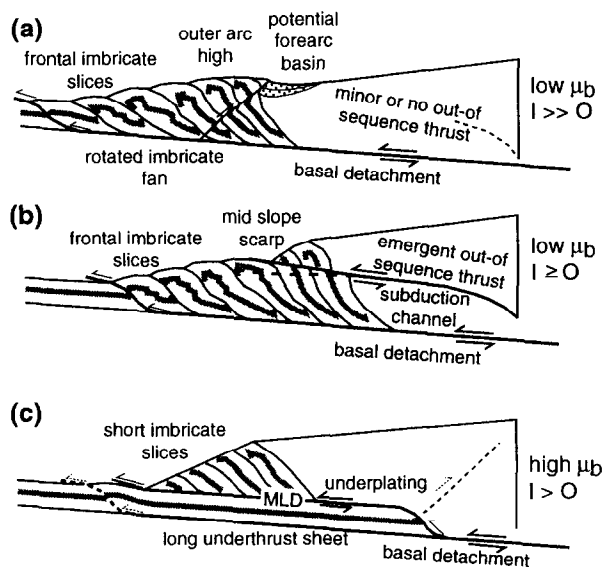 (a)
potential
forearc
basin
outer arc
high
frontal imbricate
slices
low μb
I >> O
minor or no out-of
sequence thrust
rotated imbricate
fan
basal detachment
(b)
mid slope
scarp
frontal imbricate
slices
emergent out-of
sequence thrust
low μb
I ≥ O
subduction
channel
basal detachment
(c)
short imbricate
slices
underplating
high μb
I > O
MLD
long underthrust sheet
basal detachment